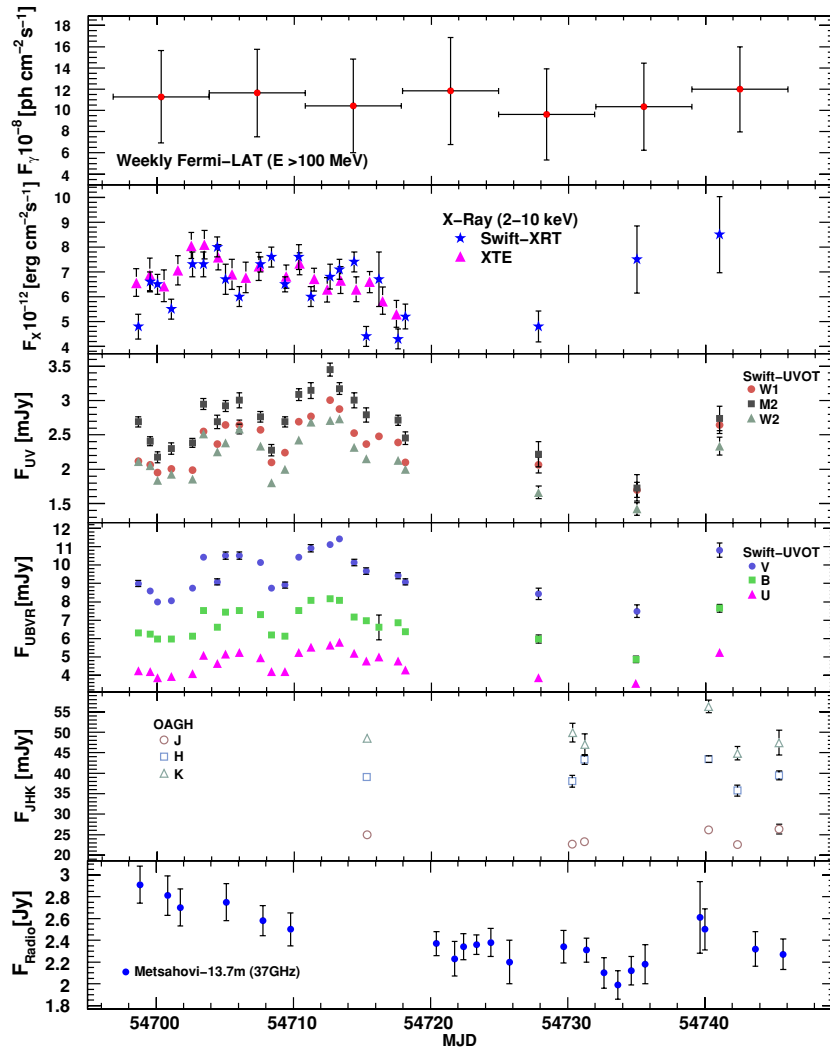 F_γ10^−8 [ph cm^−2 s^−1]
18
16
14
12
10
8
6
4
Weekly Fermi−LAT (E >100 MeV)
F_X×10^−12 [erg cm^−2 s^−1]
10
9
8
7
6
5
4
X−Ray (2−10 keV)
Swift−XRT
XTE
F_UV [mJy]
3.5
3
2.5
2
1.5
Swift−UVOT
W1
M2
W2
F_UBVR [mJy]
12
11
10
9
8
7
6
5
4
Swift−UVOT
V
B
U
F_JHK [mJy]
55
50
45
40
35
30
25
20
OAGH
J
H
K
F_Radio [Jy]
3
2.8
2.6
2.4
2.2
2
1.8
Metsahovi−13.7m (37GHz)
54700 54710 54720 54730 54740
MJD